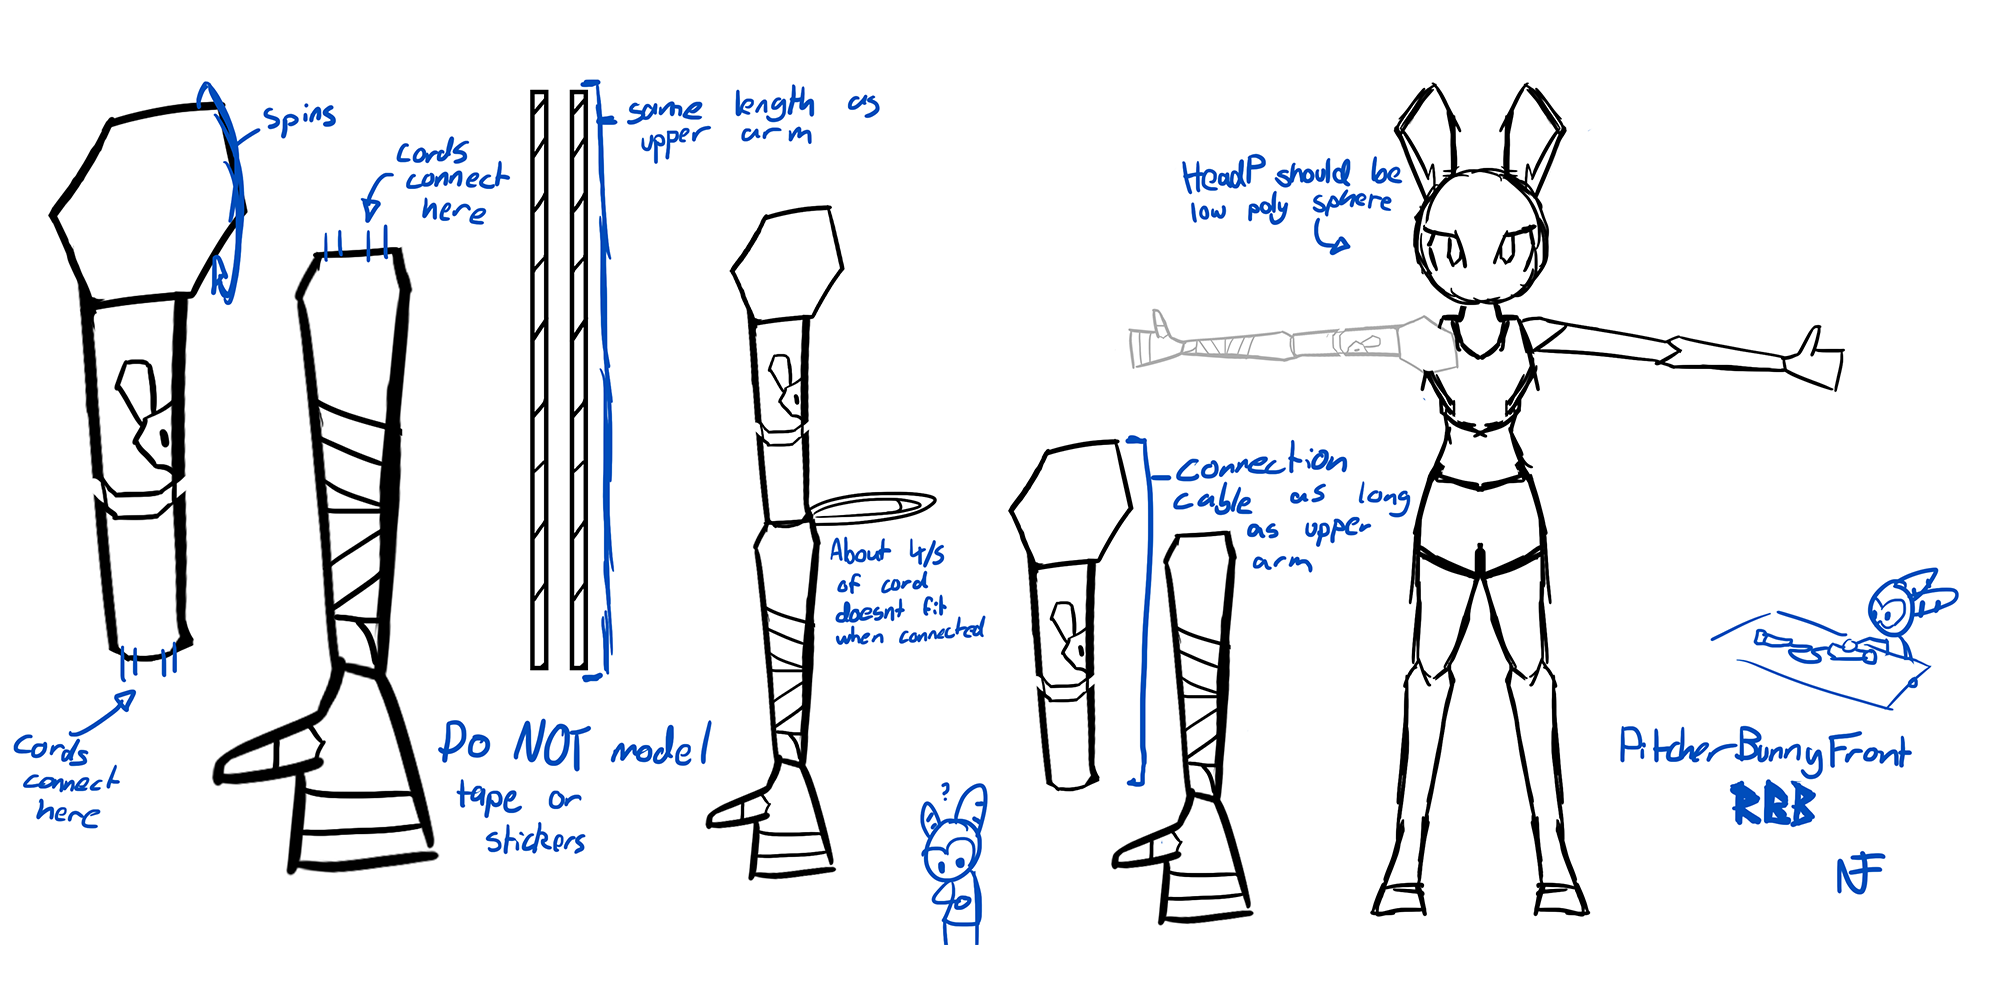 spins
cords
connect
here
same length as
upper arm
HeadP should be
low poly sphere
connection
cable as long
as upper
arm
About 4/5
of cord
doesnt fit
when connected
cords
connect
here
Do NOT model
tape or
stickers
?
PitcherBunnyFront
RBB
NF